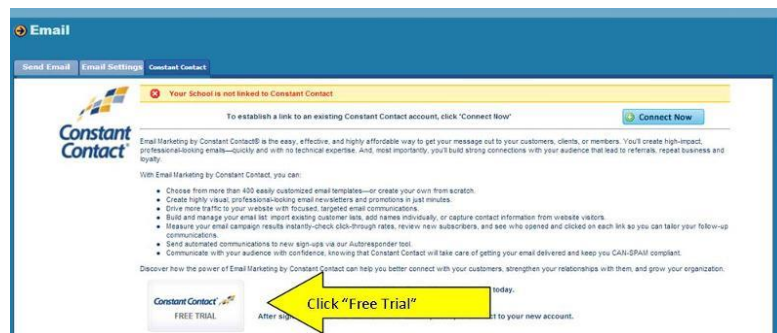 Email
Send Email Email Settings Constant Contact
Your School is not linked to Constant Contact
To establish a link to an existing Constant Contact account, click 'Connect Now'
Connect Now
Constant
Contact®
Email Marketing by Constant Contact® is the easy, effective, and highly affordable way to get your message out to your customers, clients, or members. You'll create high-impact,
professional-looking emails—quickly and with no technical expertise. And, most importantly, you'll build strong connections with your audience that lead to referrals, repeat business and
loyalty.
With Email Marketing by Constant Contact, you can:
Choose from more than 400 easily customized email templates—or create your own from scratch.
Create highly visual, professional-looking email newsletters and promotions in just minutes.
Drive more traffic to your website with focused, targeted email communications.
Build and manage your email list: import existing customer lists, add names individually, or capture contact information from website visitors.
Measure your email campaign results instantly-check click-through rates, review new subscribers, and see who opened and clicked on each link so you can tailor your follow-up
communications.
Send automated communications to new sign-ups via our Autoresponder tool.
Communicate with your audience with confidence, knowing that Constant Contact will take care of getting your email delivered and keep you CAN-SPAM compliant.
Discover how the power of Email Marketing by Constant Contact can help you better connect with your customers, strengthen your relationships with them, and grow your organization.
today.
Constant Contact
Click "Free Trial"
FREE TRIAL
After to your new account.